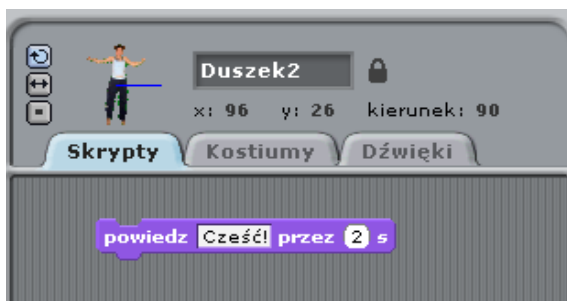 Duszek2
x: 96 y: 26 kierunek: 90
Skrypty Kostiumy Dźwięki
powiedz Cześć! przez 2 s